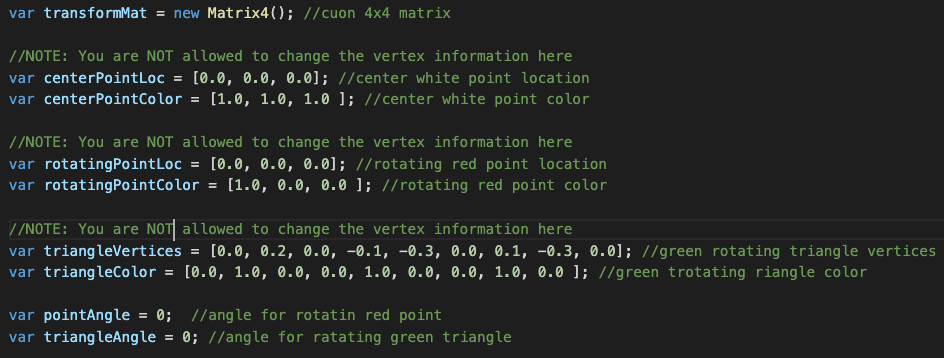 var transformMat = new Matrix4(); //cuon 4x4 matrix
//NOTE: You are NOT allowed to change the vertex information here
var centerPointLoc = [0.0, 0.0, 0.0]; //center white point location
var centerPointColor = [1.0, 1.0, 1.0 ]; //center white point color
//NOTE: You are NOT allowed to change the vertex information here
var rotatingPointLoc = [0.0, 0.0, 0.0]; //rotating red point location
var rotatingPointColor = [1.0, 0.0, 0.0 ]; //rotating red point color
//NOTE: You are NOT allowed to change the vertex information here
var triangleVertices = [0.0, 0.2, 0.0, -0.1, -0.3, 0.0, 0.1, -0.3, 0.0]; //green rotating triangle vertices
var triangleColor = [0.0, 1.0, 0.0, 0.0, 1.0, 0.0, 0.0, 1.0, 0.0 ]; //green trotating riangle color
var pointAngle = 0;  //angle for rotatin red point
var triangleAngle = 0; //angle for ratating green triangle